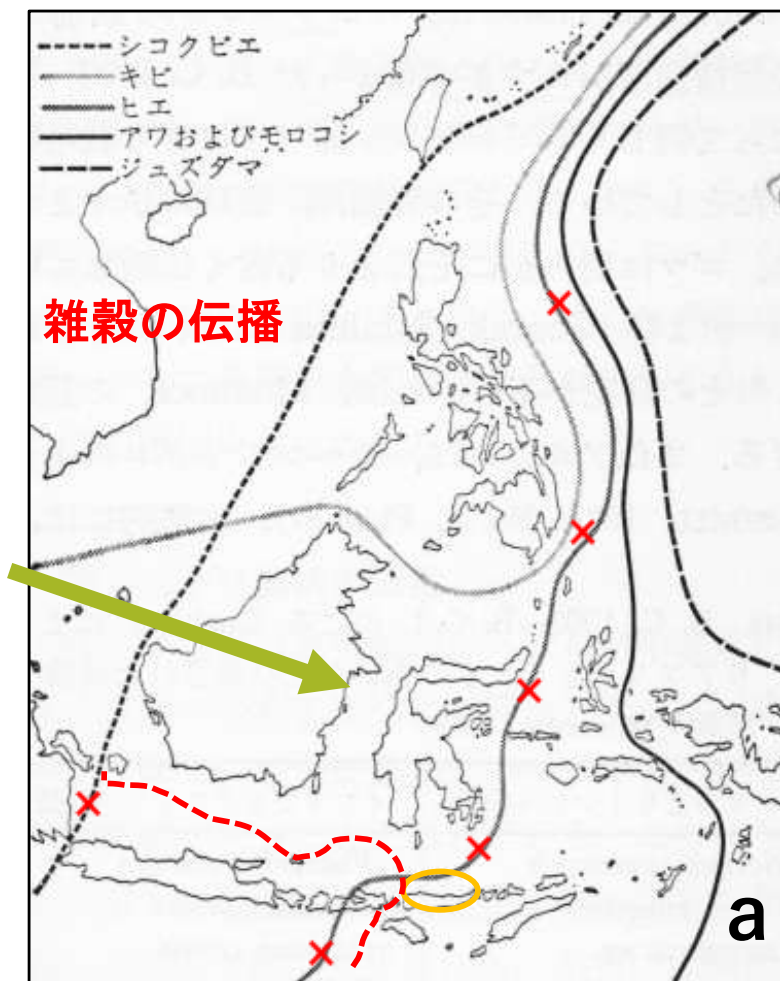 シコクビエ
キビ
ヒエ
アワおよびモロコシ
ジュズダマ
雑穀の伝播
a